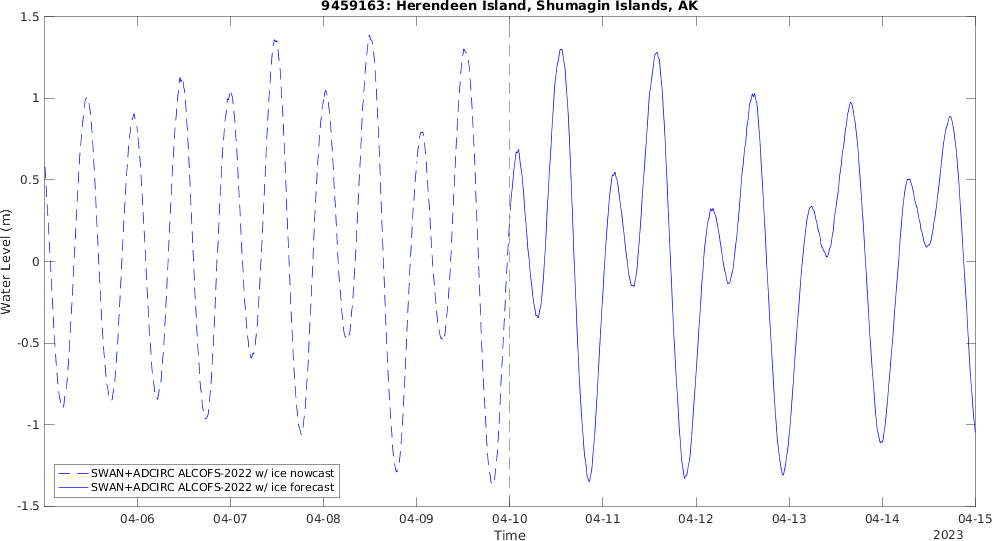 9459163: Herendeen Island, Shumagin Islands, AK
1.5
1
0.5
0
-0.5
-1
-1.5
Water Level (m)
SWAN+ADCIRC ALCOFS-2022 w/ ice nowcast
SWAN+ADCIRC ALCOFS-2022 w/ ice forecast
04-06 04-07 04-08 04-09 04-10 04-11 04-12 04-13 04-14 04-15
Time
2023